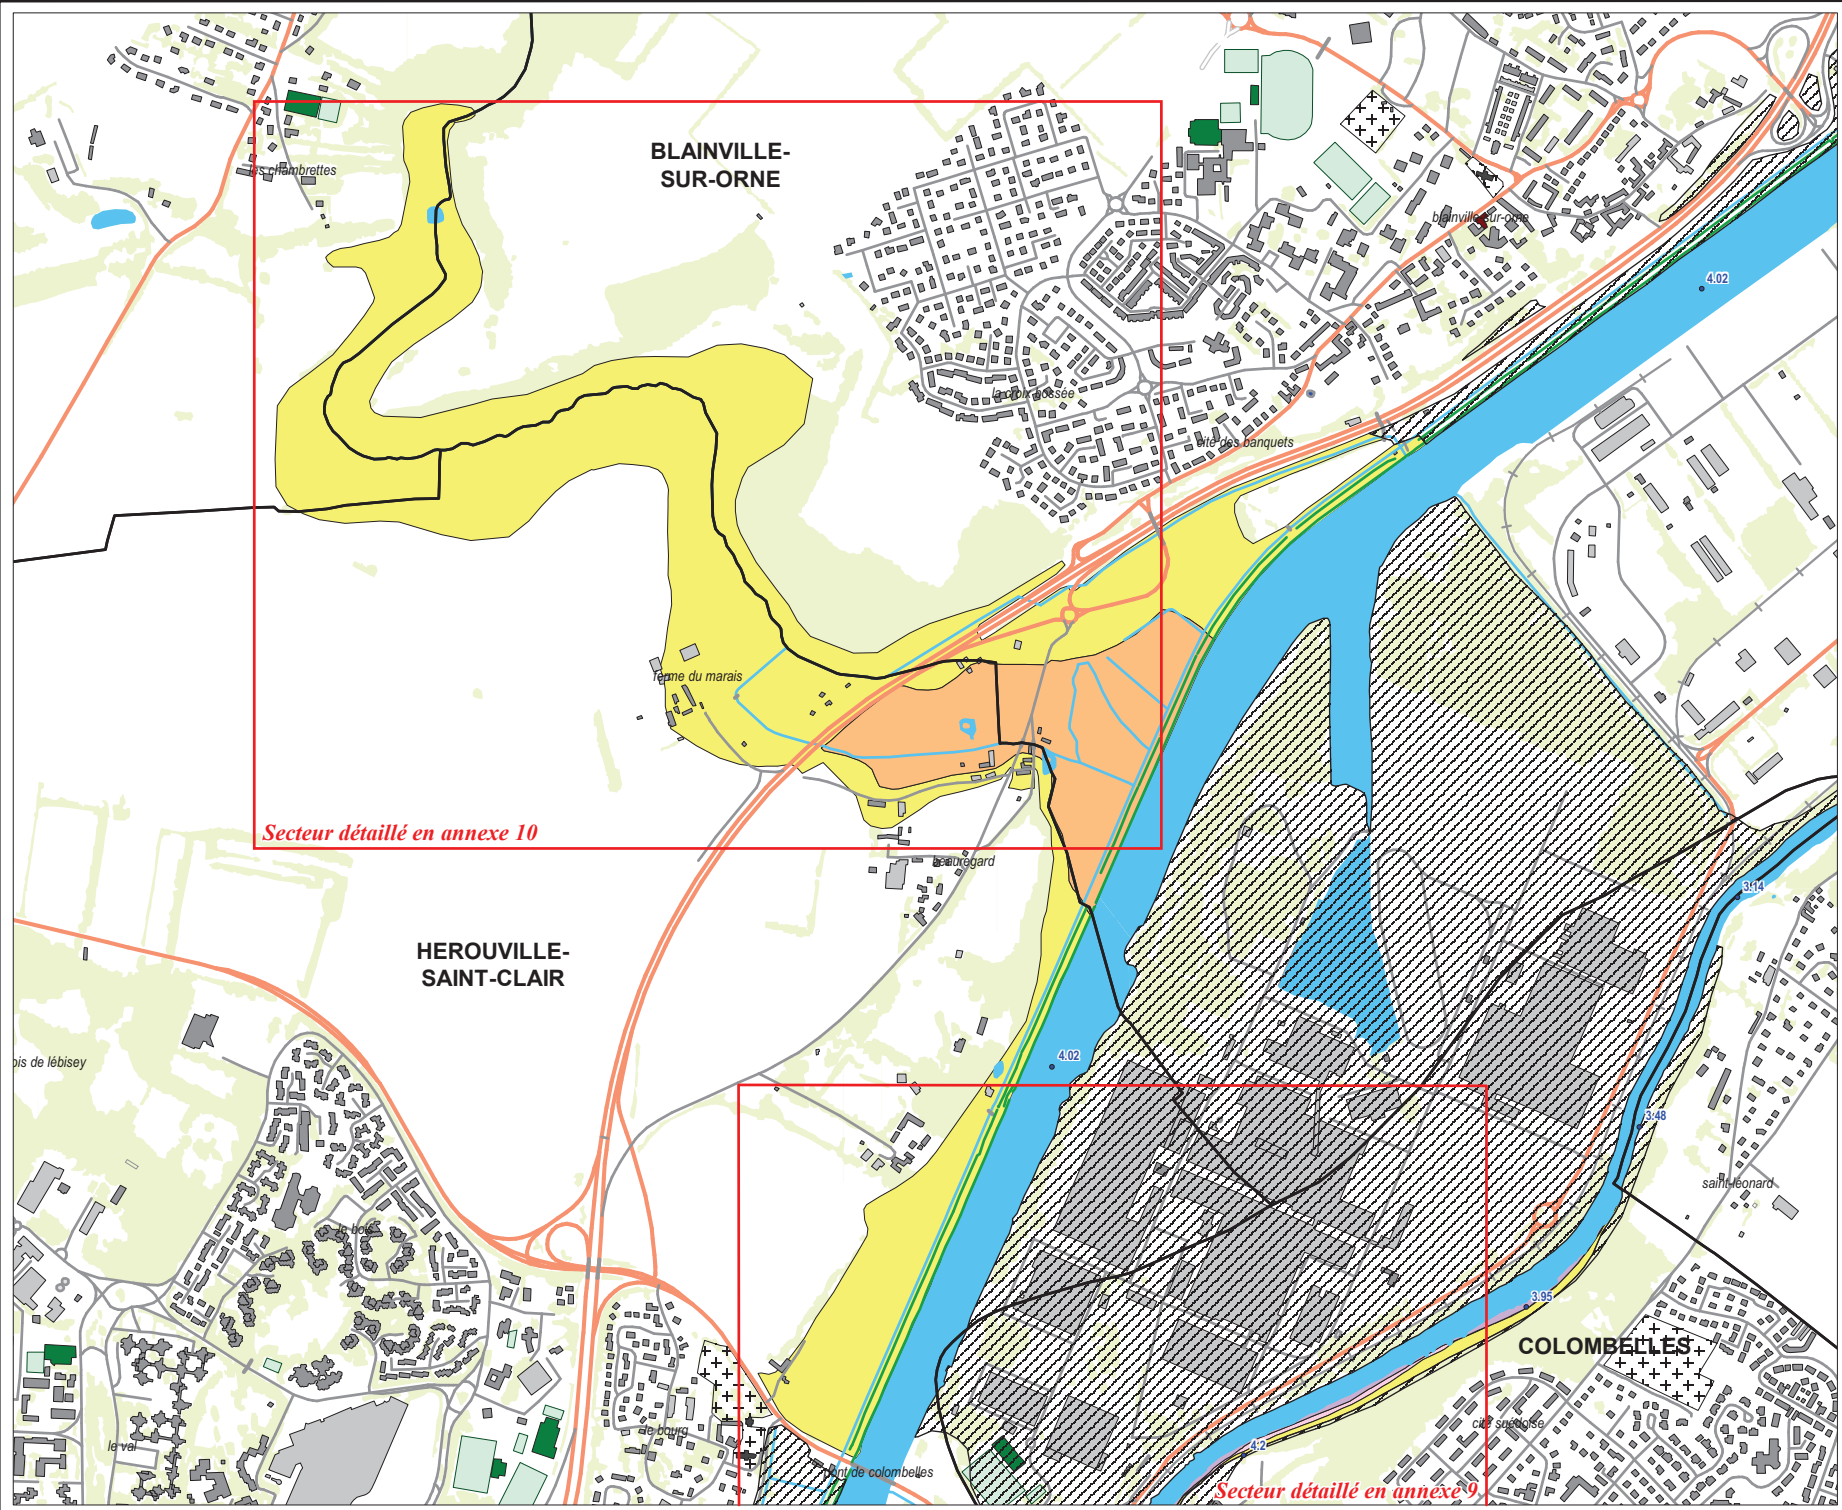 BLAINVILLE-
SUR-ORNE
les chambrettes
blainville-sur-orne
4.02
la croix bossée
cité des banquets
ferme du marais
Secteur détaillé en annexe 10
beauregard
3.14
HEROUVILLE-
SAINT-CLAIR
4.02
ois de lébisey
3.48
saint-léonard
le bois
3.95
COLOMBELLES
cité suédoise
le bourg
le val
4.2
pont de colombelles
Secteur détaillé en annexe 9